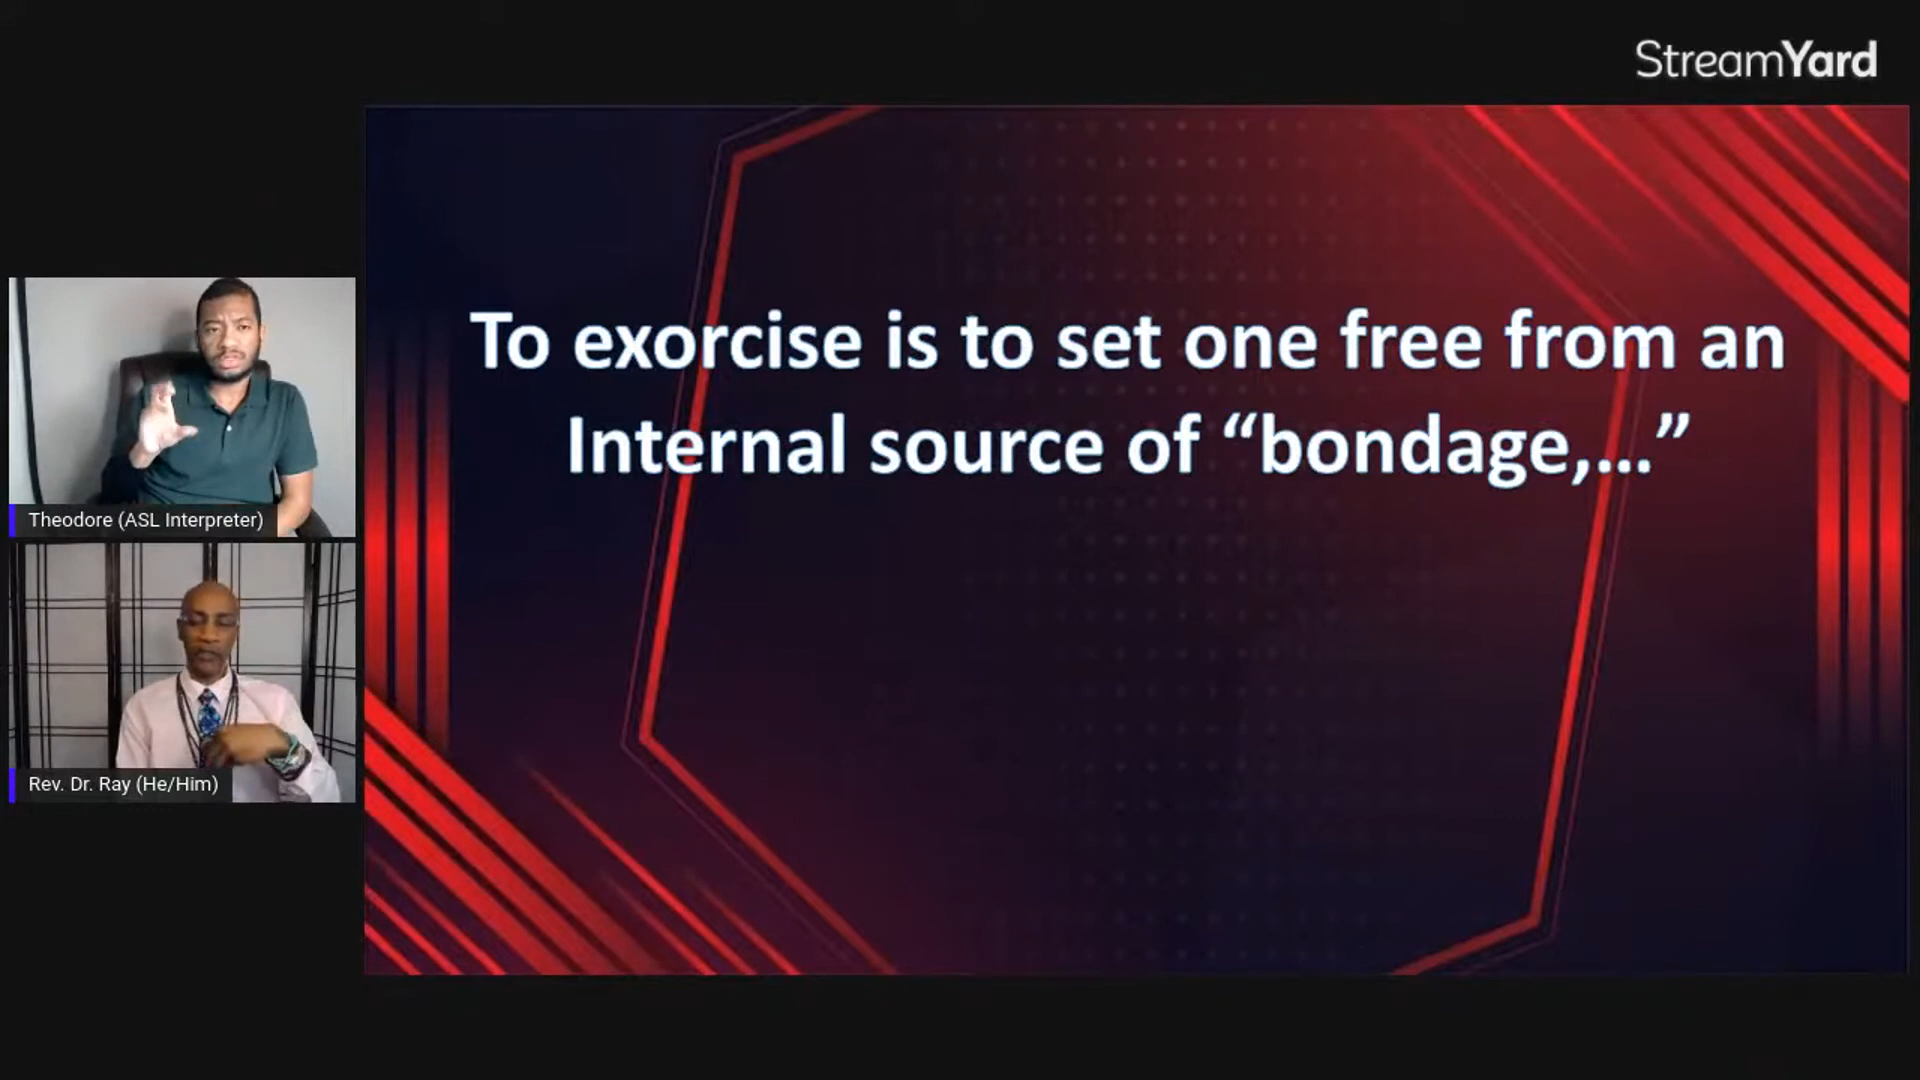 StreamYard
To exorcise is to set one free from an
Internal source of “bondage,...”
Theodore (ASL Interpreter)
Rev. Dr. Ray (He/Him)